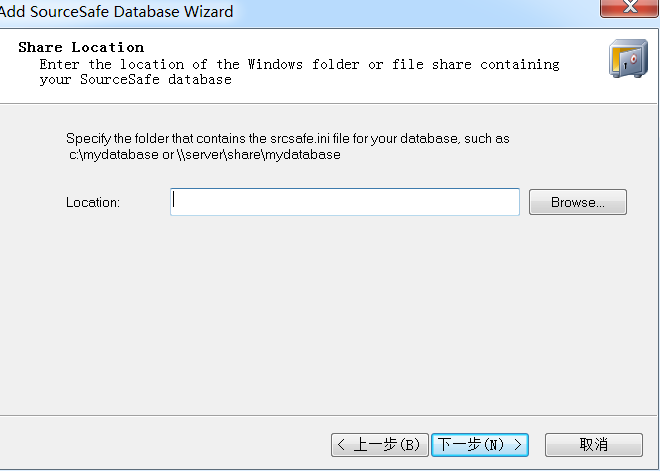 Add SourceSafe Database Wizard
Share Location
Enter the location of the Windows folder or file share containing
your SourceSafe database
Specify the folder that contains the srcsafe.ini file for your database, such as
c:\mydatabase or \\server\share\mydatabase
Location:
Browse...
< 上一步(B)
下一步(N) >
取消